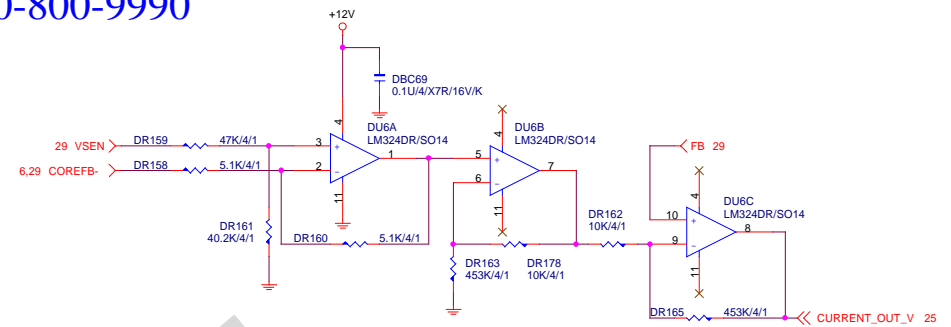 0-800-9990
+12V
DBC69
0.1U/4/X7R/16V/K
DU6A
LM324DR/SO14
DU6B
LM324DR/SO14
29 VSEN
DR159
47K/4/1
3
+
4
1
5
+
4
7
FB 29
6,29 COREFB-
DR158
5.1K/4/1
2
-
11
6
-
11
DU6C
LM324DR/SO14
DR161
40.2K/4/1
DR160
5.1K/4/1
DR162
10K/4/1
10
+
4
8
9
-
11
DR163
453K/4/1
DR178
10K/4/1
DR165
453K/4/1
CURRENT_OUT_V 25